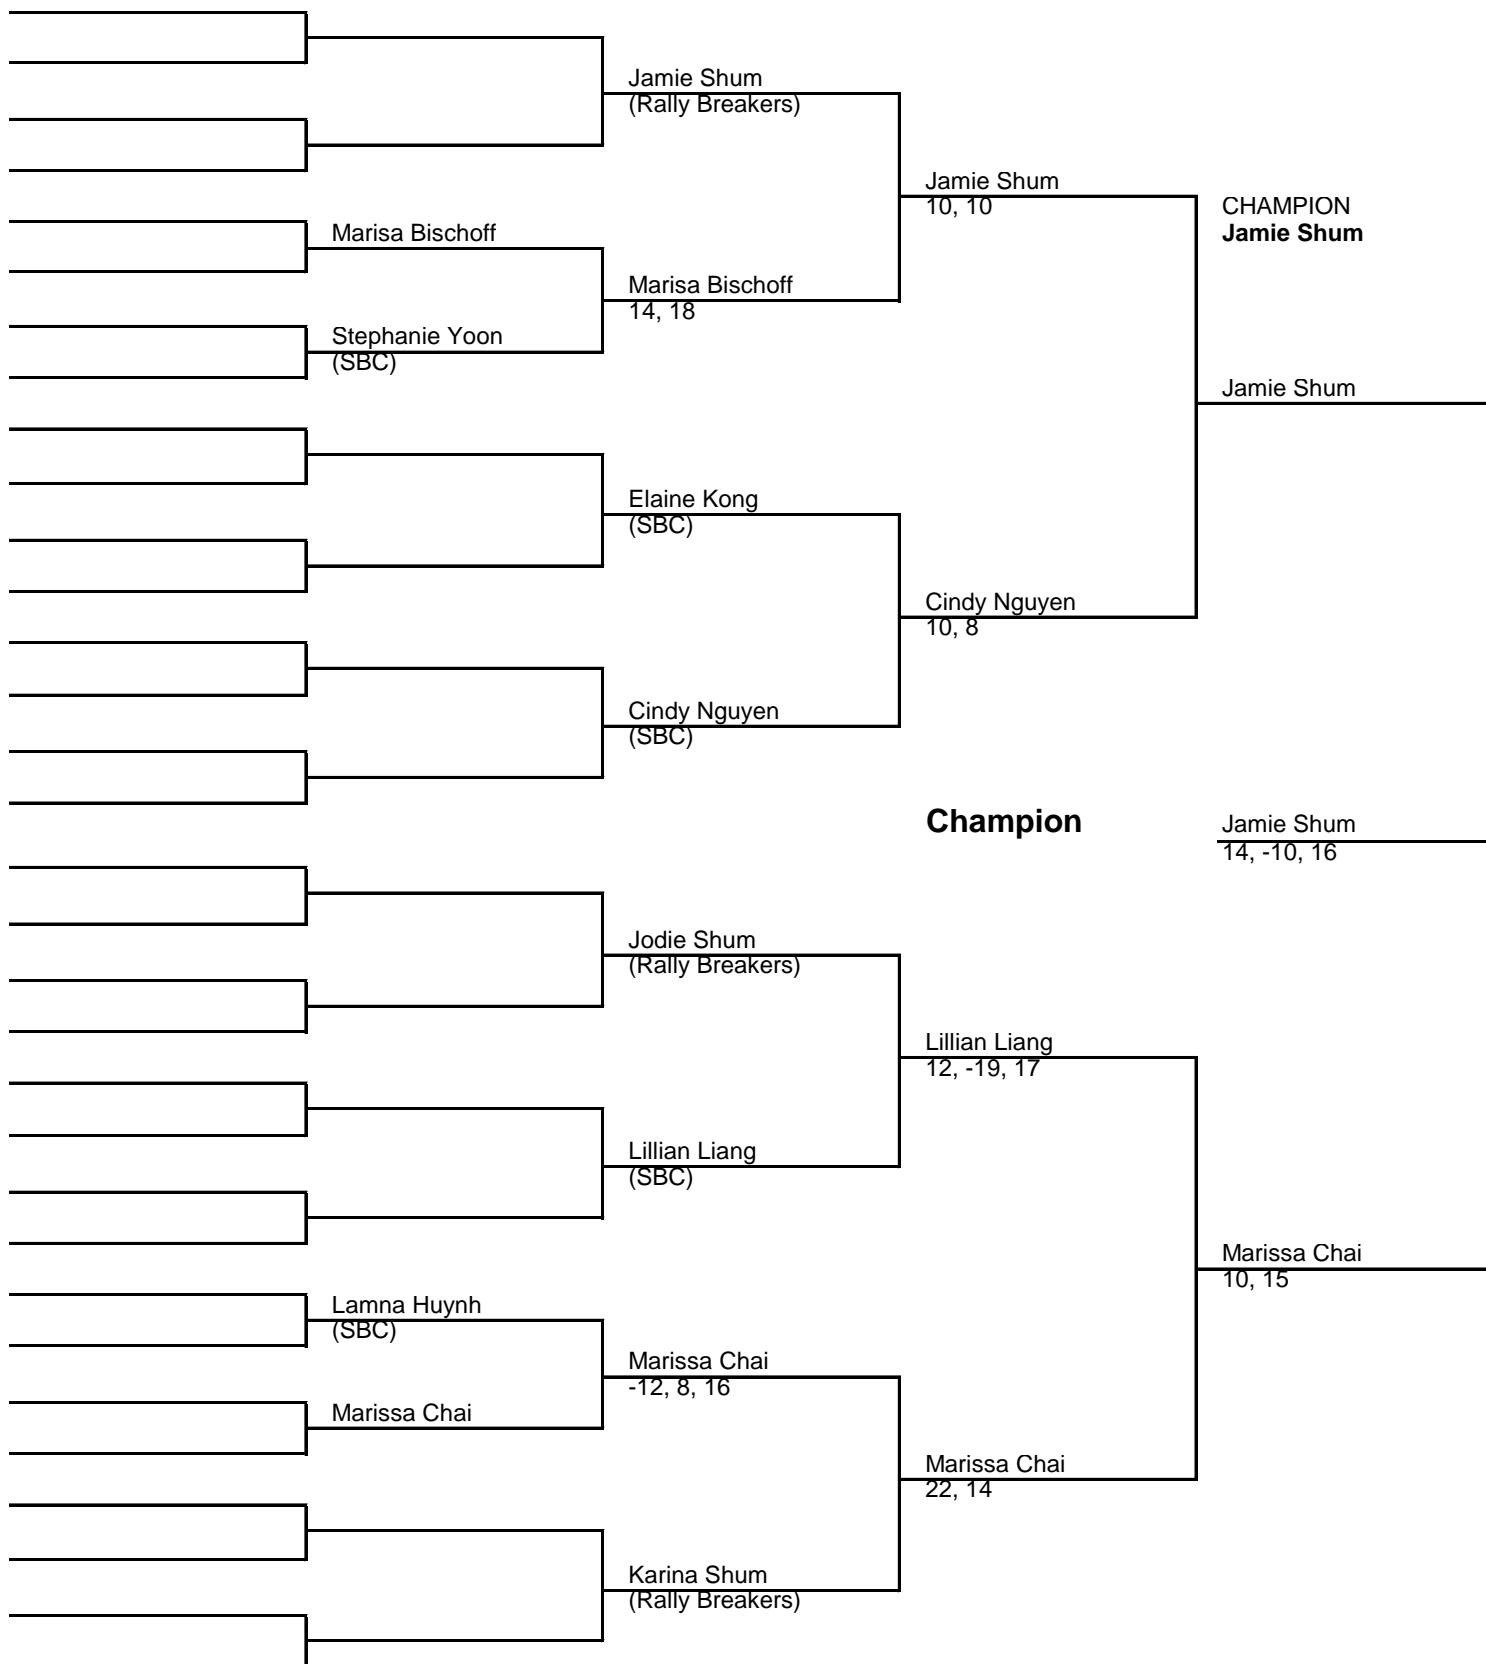 Jamie Shum
(Rally Breakers)
Jamie Shum
10, 10
CHAMPION
Jamie Shum
Marisa Bischoff
Marisa Bischoff
14, 18
Stephanie Yoon
(SBC)
Jamie Shum
Elaine Kong
(SBC)
Cindy Nguyen
10, 8
Cindy Nguyen
(SBC)
Champion
Jamie Shum
14, -10, 16
Jodie Shum
(Rally Breakers)
Lillian Liang
12, -19, 17
Lillian Liang
(SBC)
Marissa Chai
10, 15
Lamna Huynh
(SBC)
Marissa Chai
-12, 8, 16
Marissa Chai
Marissa Chai
22, 14
Karina Shum
(Rally Breakers)